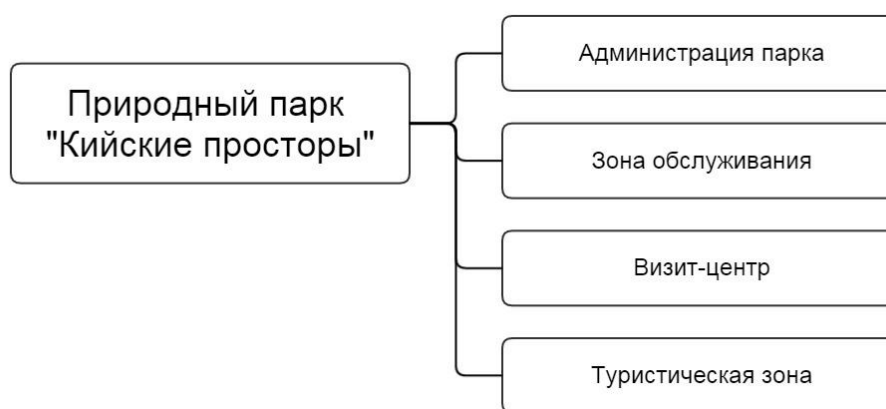 Природный парк
"Кийские просторы"
Администрация парка
Зона обслуживания
Визит-центр
Туристическая зона